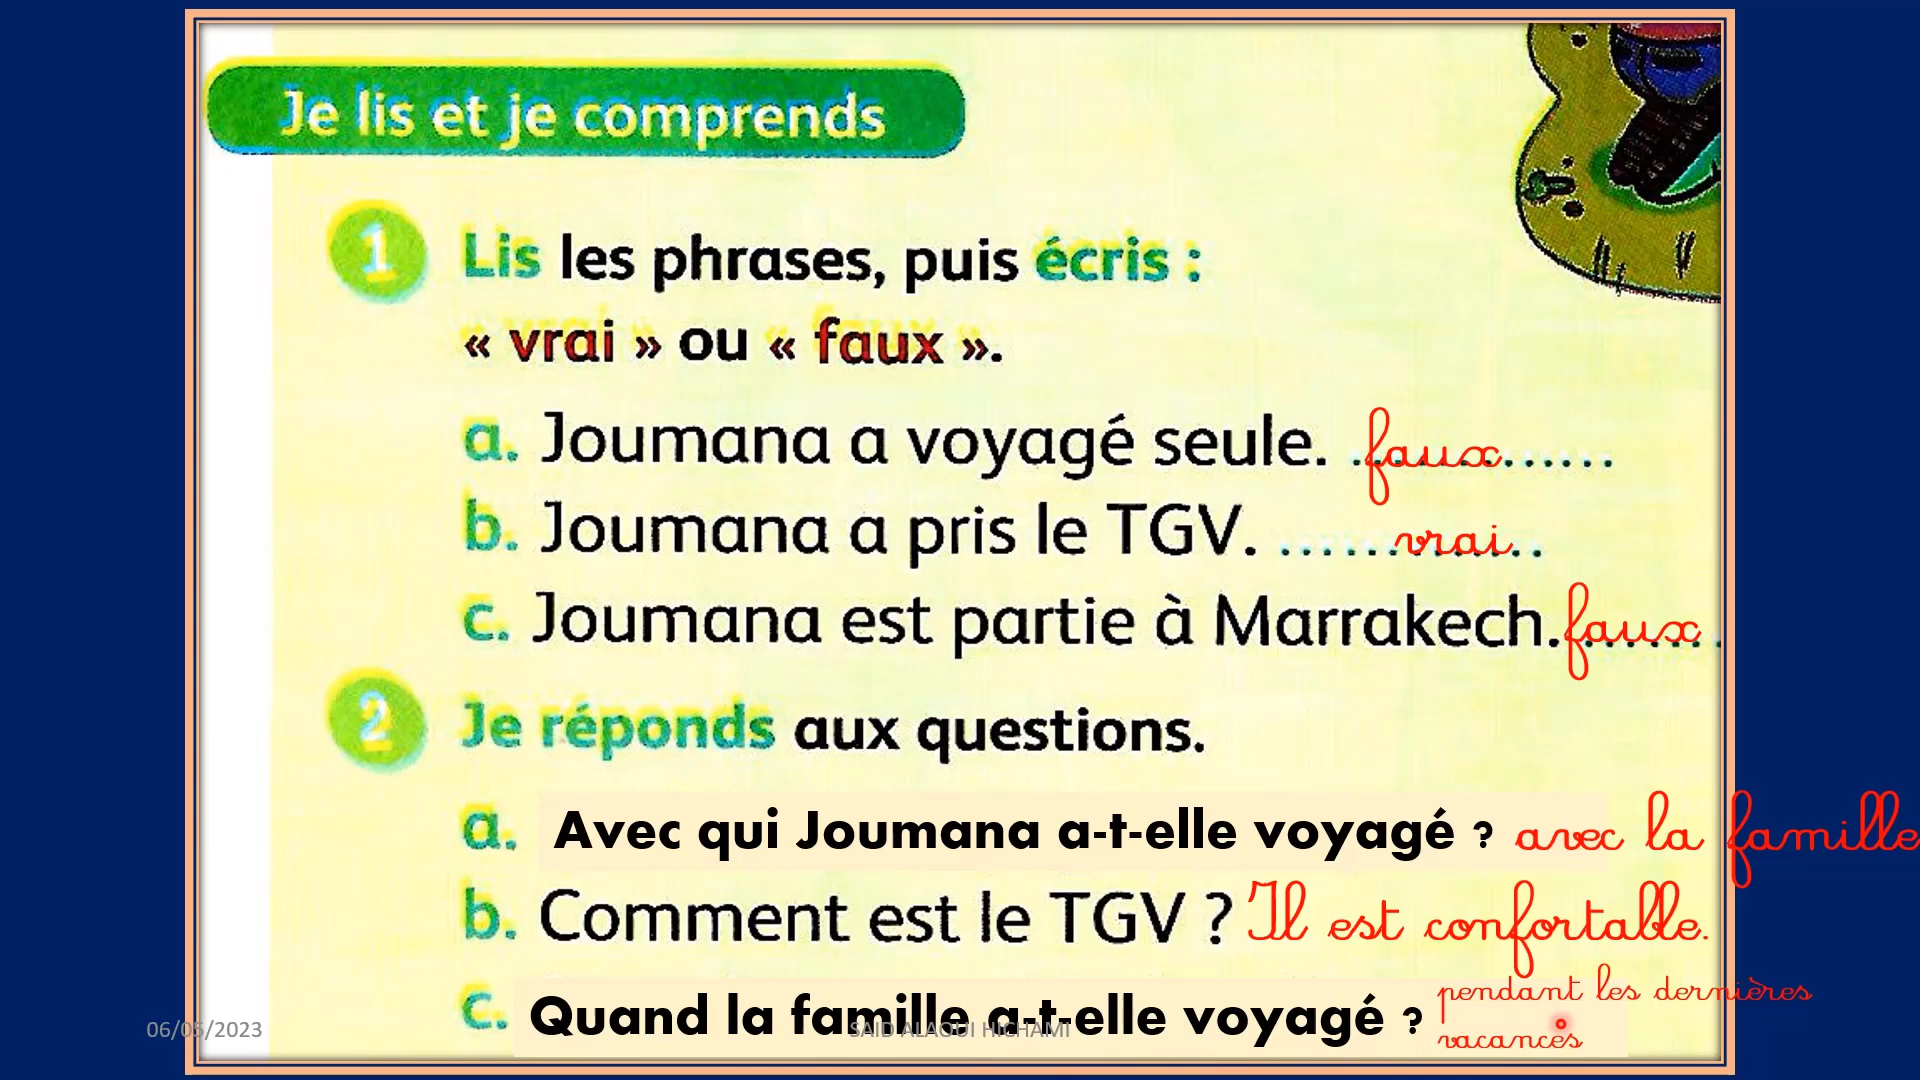 Je lis et je comprends
1 Lis les phrases, puis écris :
« vrai » ou « faux ».
a. Joumana a voyagé seule. .faux......
b. Joumana a pris le TGV. ......vrai..
c. Joumana est partie à Marrakech.faux.
2 Je réponds aux questions.
a. Avec qui Joumana a-t-elle voyagé ? avec la famille
b. Comment est le TGV ? Il est confortable.
c. Quand la famille a-t-elle voyagé ? pendant les dernières
vacances
06/05/2023 SAID ALAOUI HICHAMI